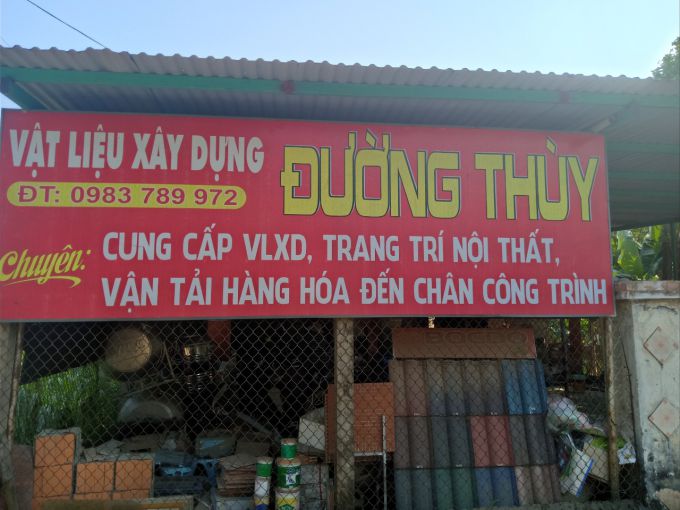 VẬT LIỆU XÂY DỰNG
ĐT: 0983 789 972
ĐƯỜNG THÙY
Chuyên:
CUNG CẤP VLXD, TRANG TRÍ NỘI THẤT,
VẬN TẢI HÀNG HÓA ĐẾN CHÂN CÔNG TRÌNH